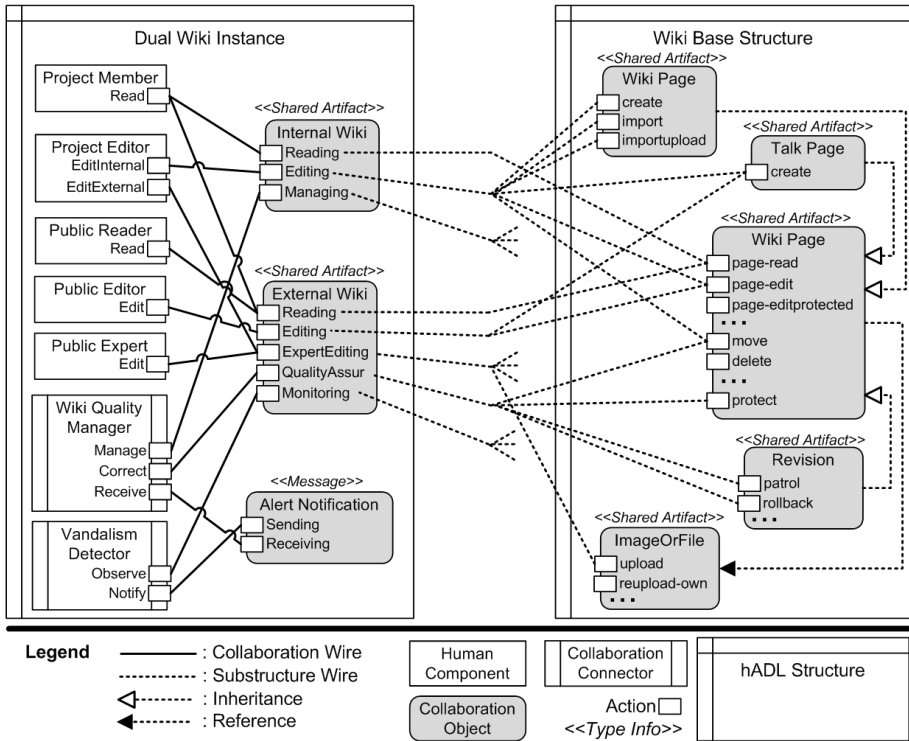 Dual Wiki Instance
Project Member
Read
Project Editor
EditInternal
EditExternal
Public Reader
Read
Public Editor
Edit
Public Expert
Edit
Wiki Quality
Manager
Manage
Correct
Receive
Vandalism
Detector
Observe
Notify
<<Shared Artifact>>
Internal Wiki
Reading
Editing
Managing
<<Shared Artifact>>
External Wiki
Reading
Editing
ExpertEditing
QualityAssur
Monitoring
<<Message>>
Alert Notification
Sending
Receiving
Wiki Base Structure
<<Shared Artifact>>
Wiki Page
create
import
importupload
<<Shared Artifact>>
Talk Page
create
<<Shared Artifact>>
Wiki Page
page-read
page-edit
page-editprotected
...
move
delete
...
protect
<<Shared Artifact>>
Revision
patrol
rollback
...
<<Shared Artifact>>
ImageOrFile
upload
reupload-own
...
Legend
: Collaboration Wire
: Substructure Wire
: Inheritance
: Reference
Human
Component
Collaboration
Object
Collaboration
Connector
Action
<<Type Info>>
hADL Structure